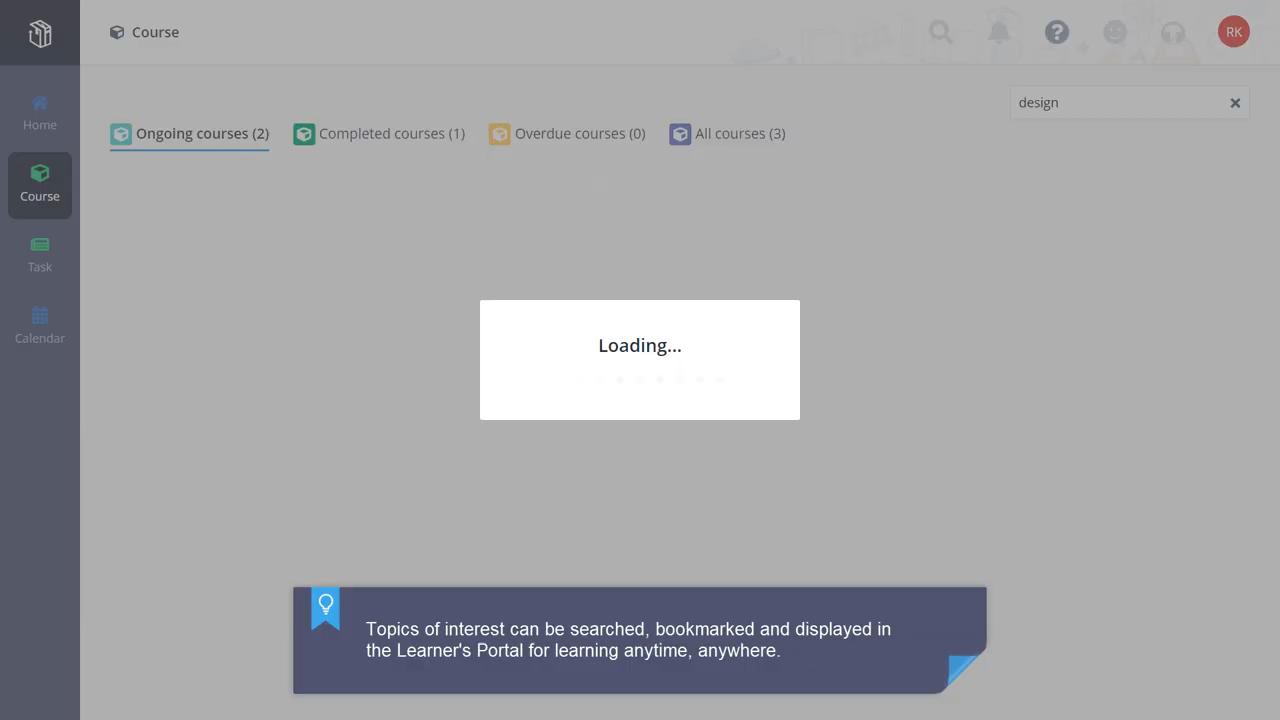 Course
RK
design
Home
Ongoing courses (2)
Completed courses (1)
Overdue courses (0)
All courses (3)
Course
Task
Calendar
Loading...
Topics of interest can be searched, bookmarked and displayed in
the Learner's Portal for learning anytime, anywhere.